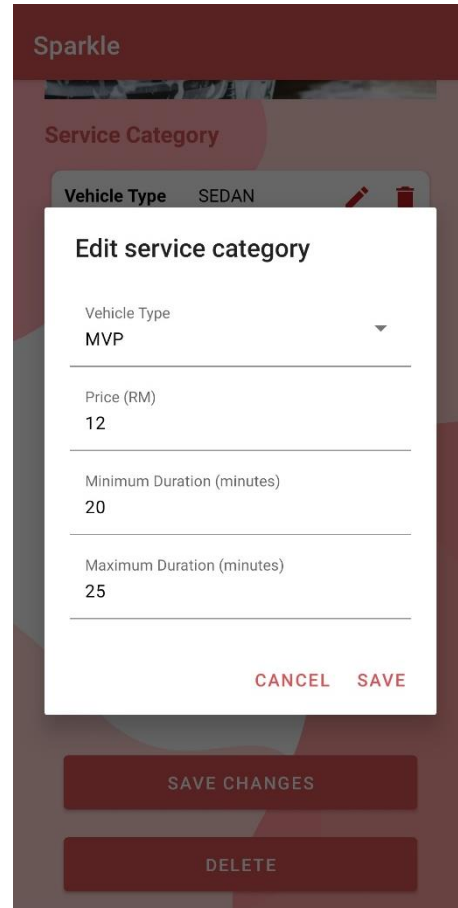 Sparkle
Service Category
Vehicle Type SEDAN
Edit service category
Vehicle Type
MVP
Price (RM)
12
Minimum Duration (minutes)
20
Maximum Duration (minutes)
25
CANCEL SAVE
SAVE CHANGES
DELETE